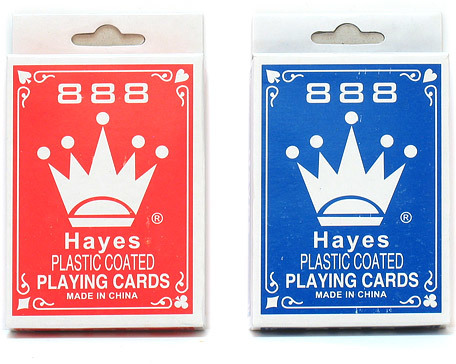 888
®
Hayes
PLASTIC COATED
PLAYING CARDS
MADE IN CHINA
888
®
Hayes
PLASTIC COATED
PLAYING CARDS
MADE IN CHINA